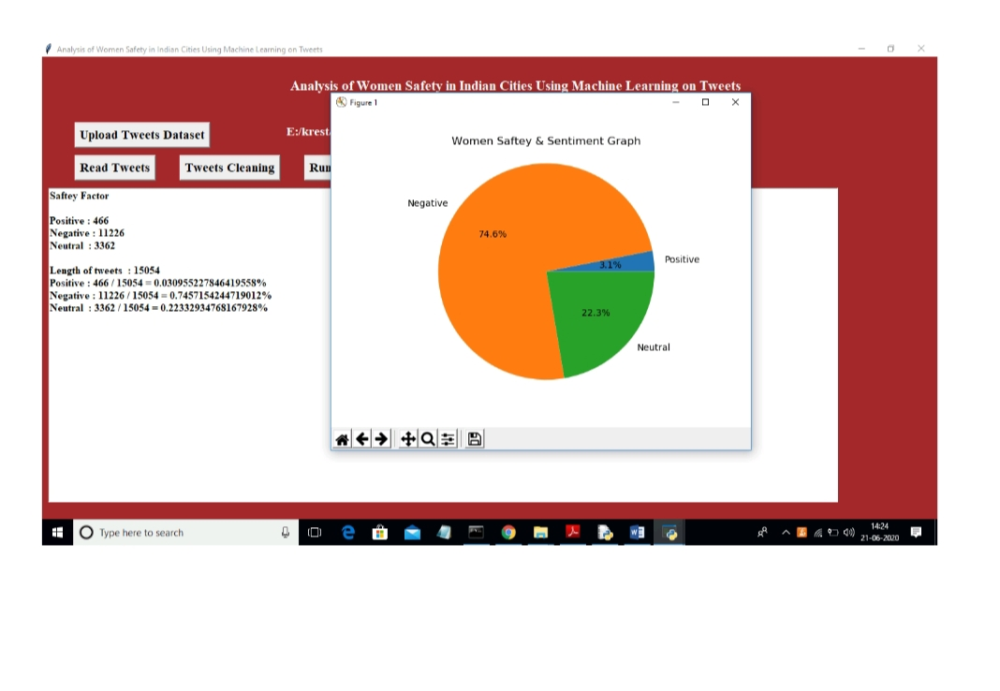 Analysis of Women Safety in Indian Cities Using Machine Learning on Tweets
Analysis of Women Safety in Indian Cities Using Machine Learning on Tweets
Figure 1
Upload Tweets Dataset
E:/krest
Read Tweets
Tweets Cleaning
Run
Women Saftey & Sentiment Graph
Negative
74.6%
Positive
3.1%
22.3%
Neutral
Saftey Factor
Positive : 466
Negative : 11226
Neutral : 3362
Length of tweets : 15054
Positive : 466 / 15054 = 0.030955227846419558%
Negative : 11226 / 15054 = 0.7457154244719012%
Neutral : 3362 / 15054 = 0.22332934768167928%
Type here to search
14:24
21-06-2020